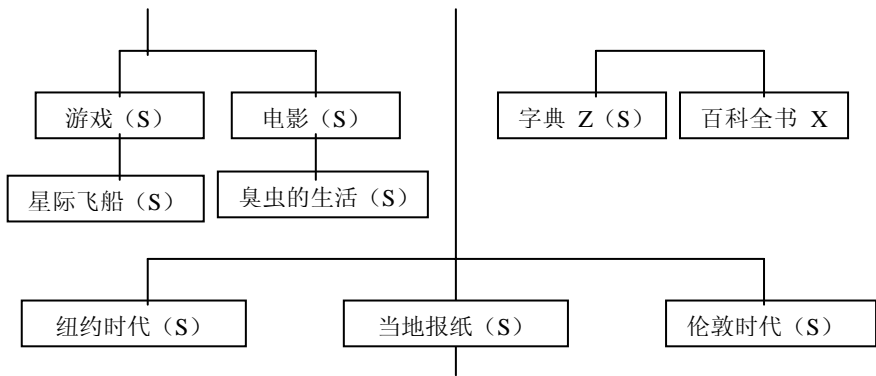 游戏（S）
电影（S）
字典 Z（S）
百科全书 X
星际飞船（S）
臭虫的生活（S）
纽约时代（S）
当地报纸（S）
伦敦时代（S）